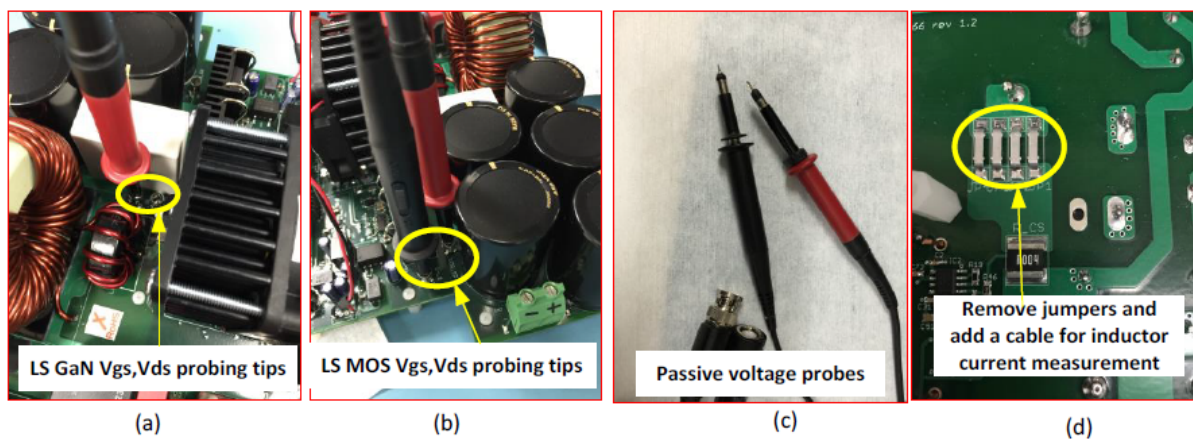 66 rev 1.2
LS GaN Vgs,Vds probing tips
LS MOS Vgs,Vds probing tips
Passive voltage probes
R_CS
R004
Remove jumpers and
add a cable for inductor
current measurement
(a)
(b)
(c)
(d)